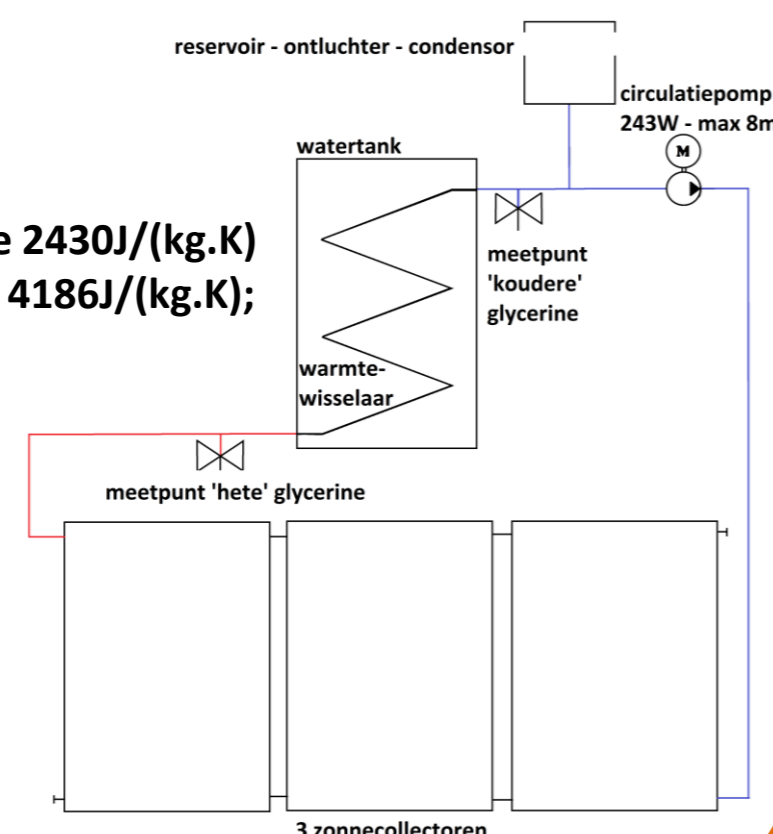 reservoir - ontluchter - condensor
circulatiepomp
243W - max 8m
M
watertank
e 2430J/(kg.K)
4186J/(kg.K);
meetpunt
'koudere'
glycerine
warmte-
wisselaar
meetpunt 'hete' glycerine
3 zonnecollectoren